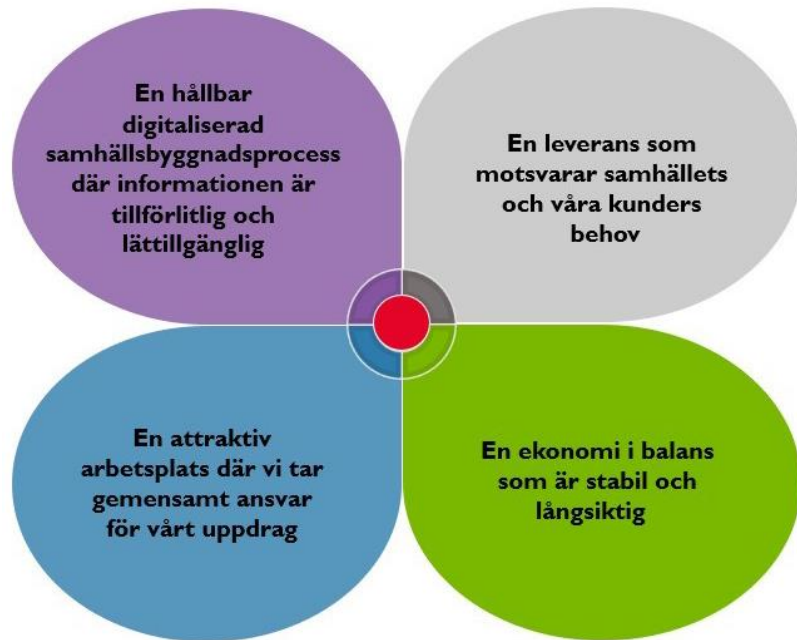 En hållbar
digitaliserad
samhällsbyggnadsprocess
där informationen är
tillförlitlig och
lättillgänglig
En leverans som
motsvarar samhällets
och våra kunders
behov
En attraktiv
arbetsplats där vi tar
gemensamt ansvar
för vårt uppdrag
En ekonomi i balans
som är stabil och
långsiktig